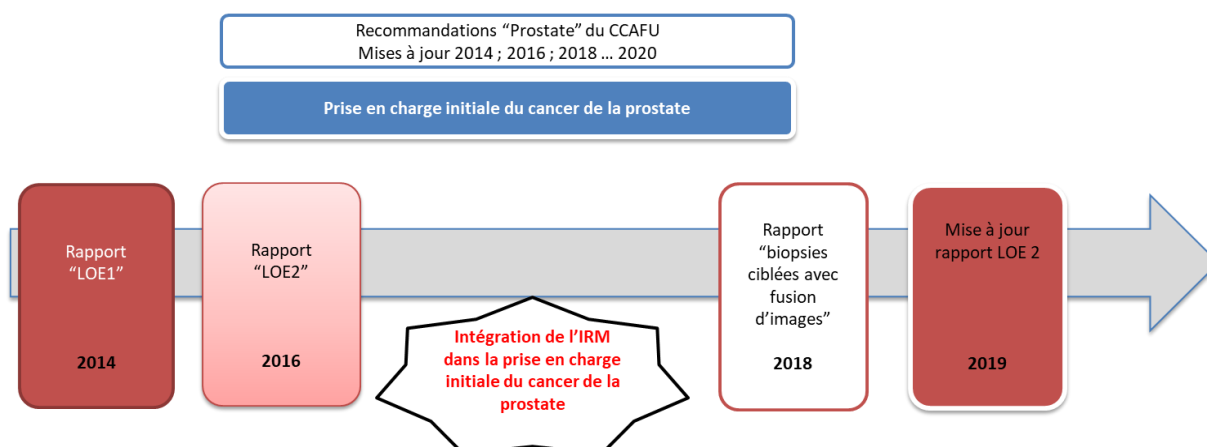 Recommandations “Prostate” du CCAFU
Mises à jour 2014 ; 2016 ; 2018 ... 2020
Prise en charge initiale du cancer de la prostate
Rapport
“LOE1”
2014
Rapport
“LOE2”
2016
Intégration de l’IRM
dans la prise en charge
initiale du cancer de la
prostate
Rapport
“biopsies
ciblées avec
fusion
d’images”
2018
Mise à jour
rapport LOE 2
2019